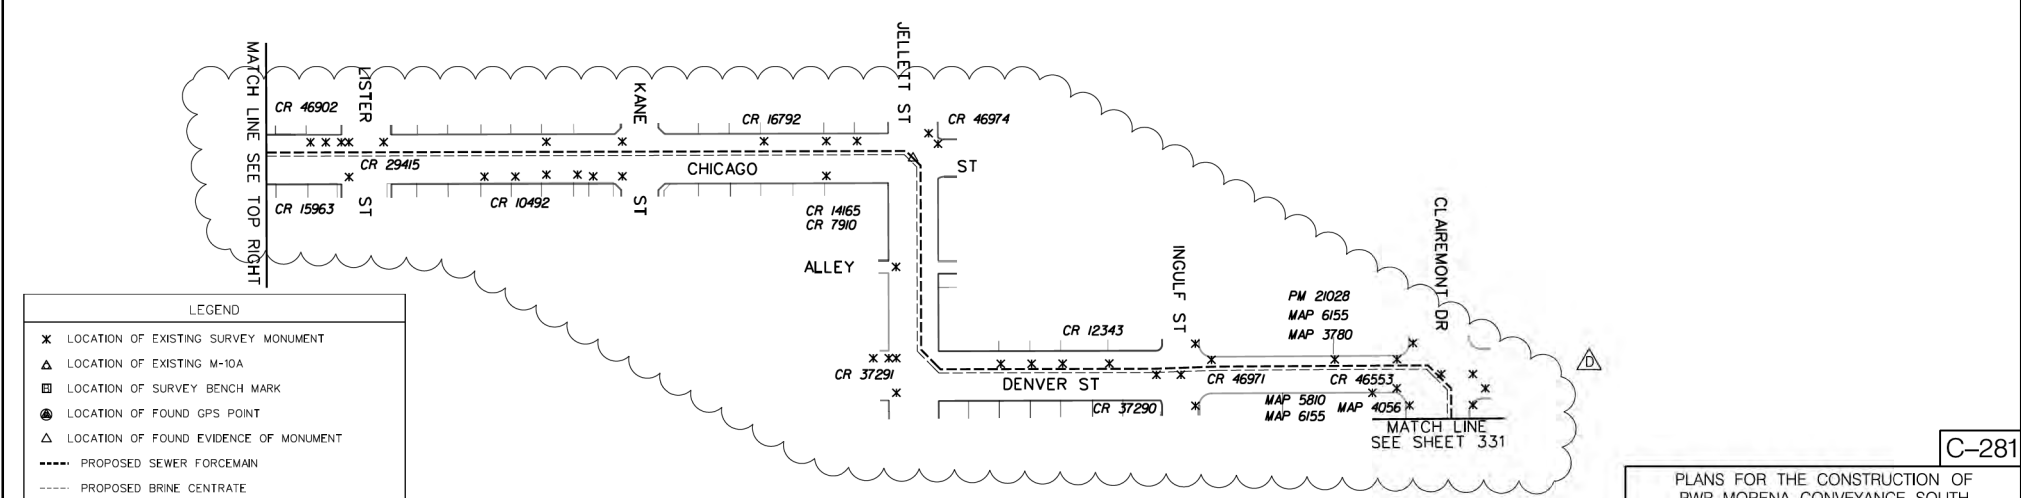 MATCH LINE SEE TOP RIGHT
LISTER
ST
KANE
ST
JELLETT ST
CR 46902
CR 29415
CR 15963
CR 10492
CR 16792
CR 46974
CHICAGO
ST
CR 14165
CR 7910
ALLEY
CR 37291
CR 12343
DENVER ST
CR 37290
INGULF ST
CR 46971
PM 21028
MAP 6155
MAP 3780
CR 46553
MAP 5810
MAP 6155
MAP 4056
CLAIREMONT DR
MATCH LINE
SEE SHEET 331
D
LEGEND
LOCATION OF EXISTING SURVEY MONUMENT
LOCATION OF EXISTING M-10A
LOCATION OF SURVEY BENCH MARK
LOCATION OF FOUND GPS POINT
LOCATION OF FOUND EVIDENCE OF MONUMENT
PROPOSED SEWER FORCEMAIN
PROPOSED BRINE CENTRATE
C-281
PLANS FOR THE CONSTRUCTION OF
PWP MORENA CONVEYANCE SOUTH